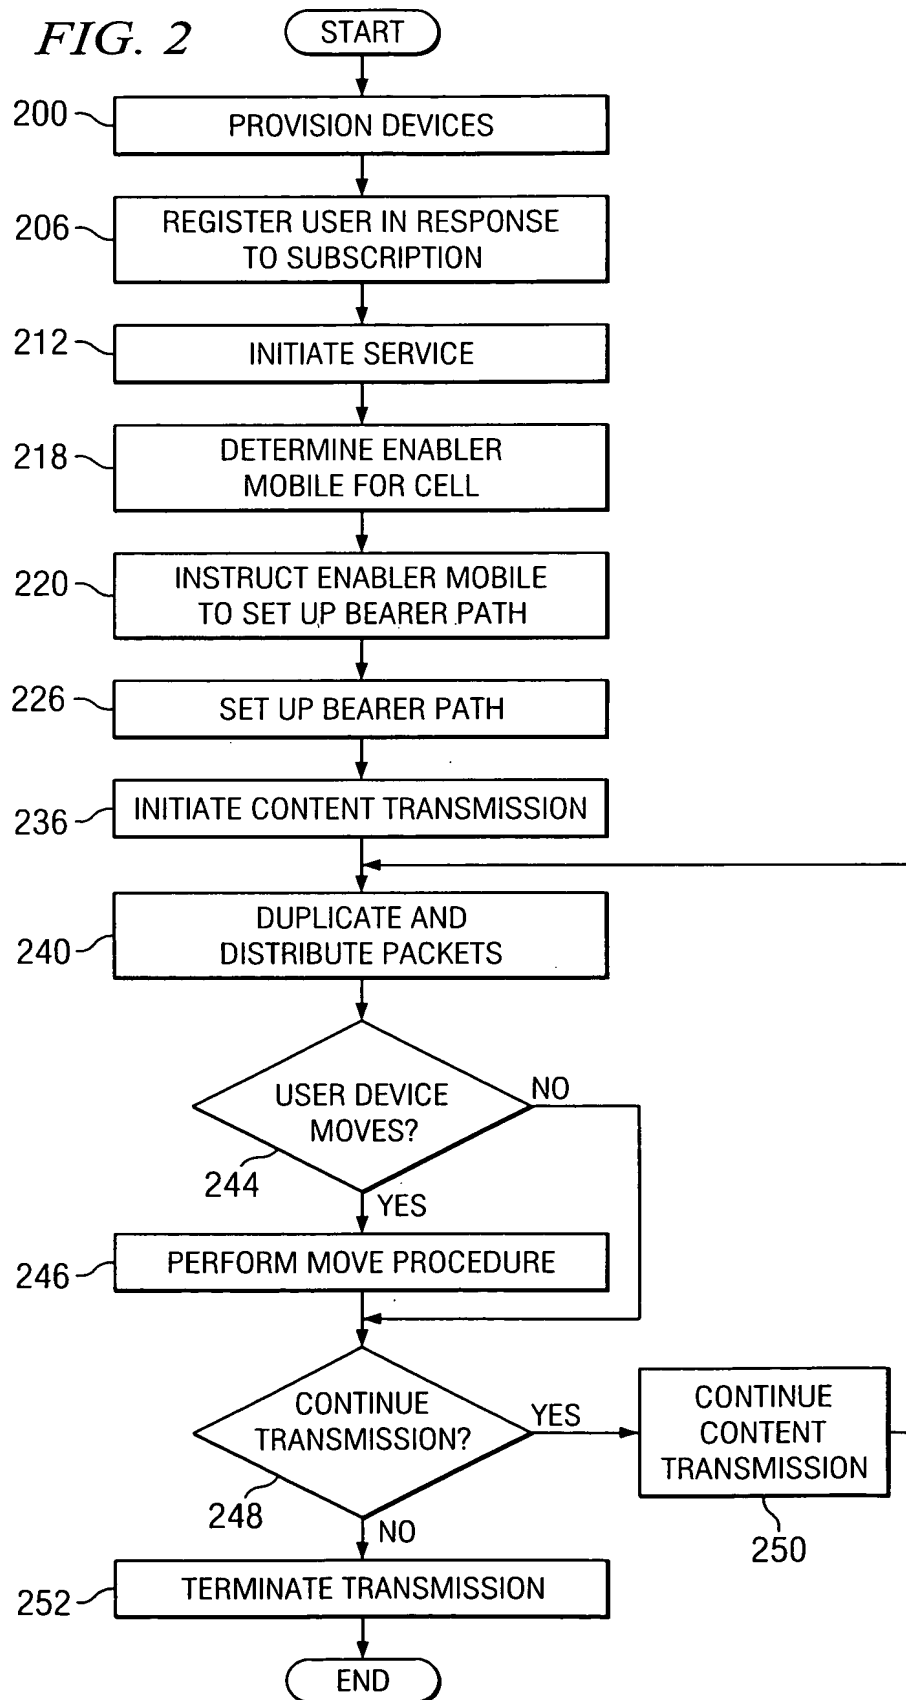 FIG. 2
START
200
PROVISION DEVICES
206
REGISTER USER IN RESPONSE
TO SUBSCRIPTION
212
INITIATE SERVICE
218
DETERMINE ENABLER
MOBILE FOR CELL
220
INSTRUCT ENABLER MOBILE
TO SET UP BEARER PATH
226
SET UP BEARER PATH
236
INITIATE CONTENT TRANSMISSION
240
DUPLICATE AND
DISTRIBUTE PACKETS
USER DEVICE
MOVES?
NO
244
YES
246
PERFORM MOVE PROCEDURE
CONTINUE
TRANSMISSION?
YES
CONTINUE
CONTENT
TRANSMISSION
248
NO
250
252
TERMINATE TRANSMISSION
END